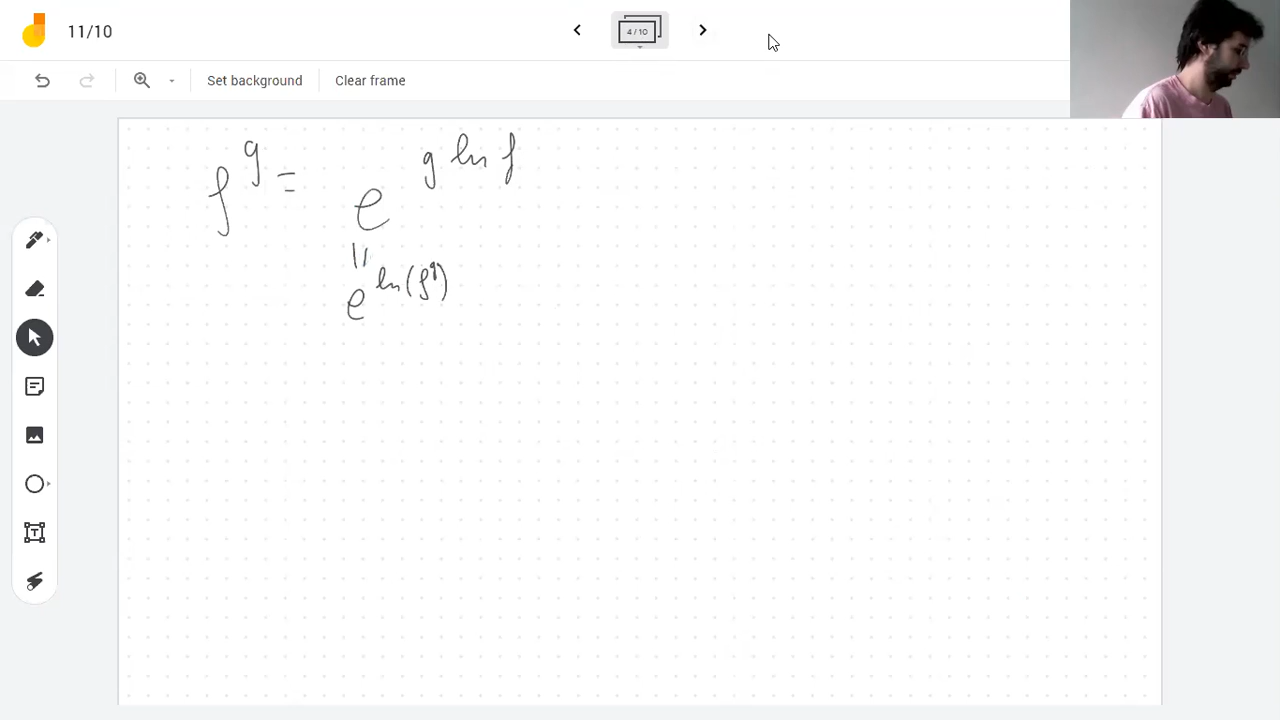 11/10
4 / 10
Set background
Clear frame
f^g = e^{g ln f}
||
e^{ln(f^g)}